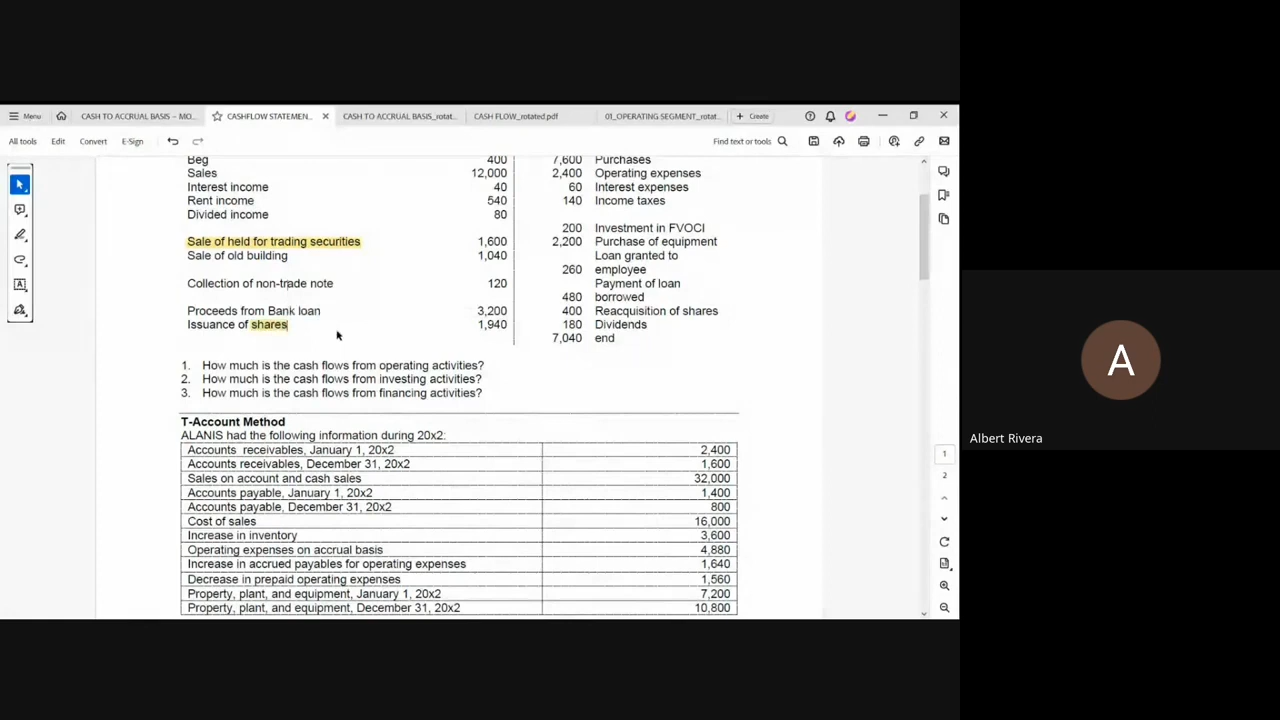 Menu CASH TO ACCRUAL BASIS – MO... CASHFLOW STATEMEN... CASH TO ACCRUAL BASIS_rotat... CASH FLOW_rotated.pdf 01_OPERATING SEGMENT_rotat... Create
All tools Edit Convert E-Sign Find text or tools
Beg 400 7,600 Purchases
Sales 12,000 2,400 Operating expenses
Interest income 40 60 Interest expenses
Rent income 540 140 Income taxes
Divided income 80
200 Investment in FVOCI
Sale of held for trading securities 1,600 2,200 Purchase of equipment
Sale of old building 1,040 Loan granted to
260 employee
Collection of non-trade note 120 Payment of loan
480 borrowed
Proceeds from Bank loan 3,200 400 Reacquisition of shares
Issuance of shares 1,940 180 Dividends
7,040 end
1. How much is the cash flows from operating activities?
2. How much is the cash flows from investing activities?
3. How much is the cash flows from financing activities?
T-Account Method
ALANIS had the following information during 20x2:
Accounts receivables, January 1, 20x2 2,400
Accounts receivables, December 31, 20x2 1,600
Sales on account and cash sales 32,000
Accounts payable, January 1, 20x2 1,400
Accounts payable, December 31, 20x2 800
Cost of sales 16,000
Increase in inventory 3,600
Operating expenses on accrual basis 4,880
Increase in accrued payables for operating expenses 1,640
Decrease in prepaid operating expenses 1,560
Property, plant, and equipment, January 1, 20x2 7,200
Property, plant, and equipment, December 31, 20x2 10,800
1
2
A
Albert Rivera